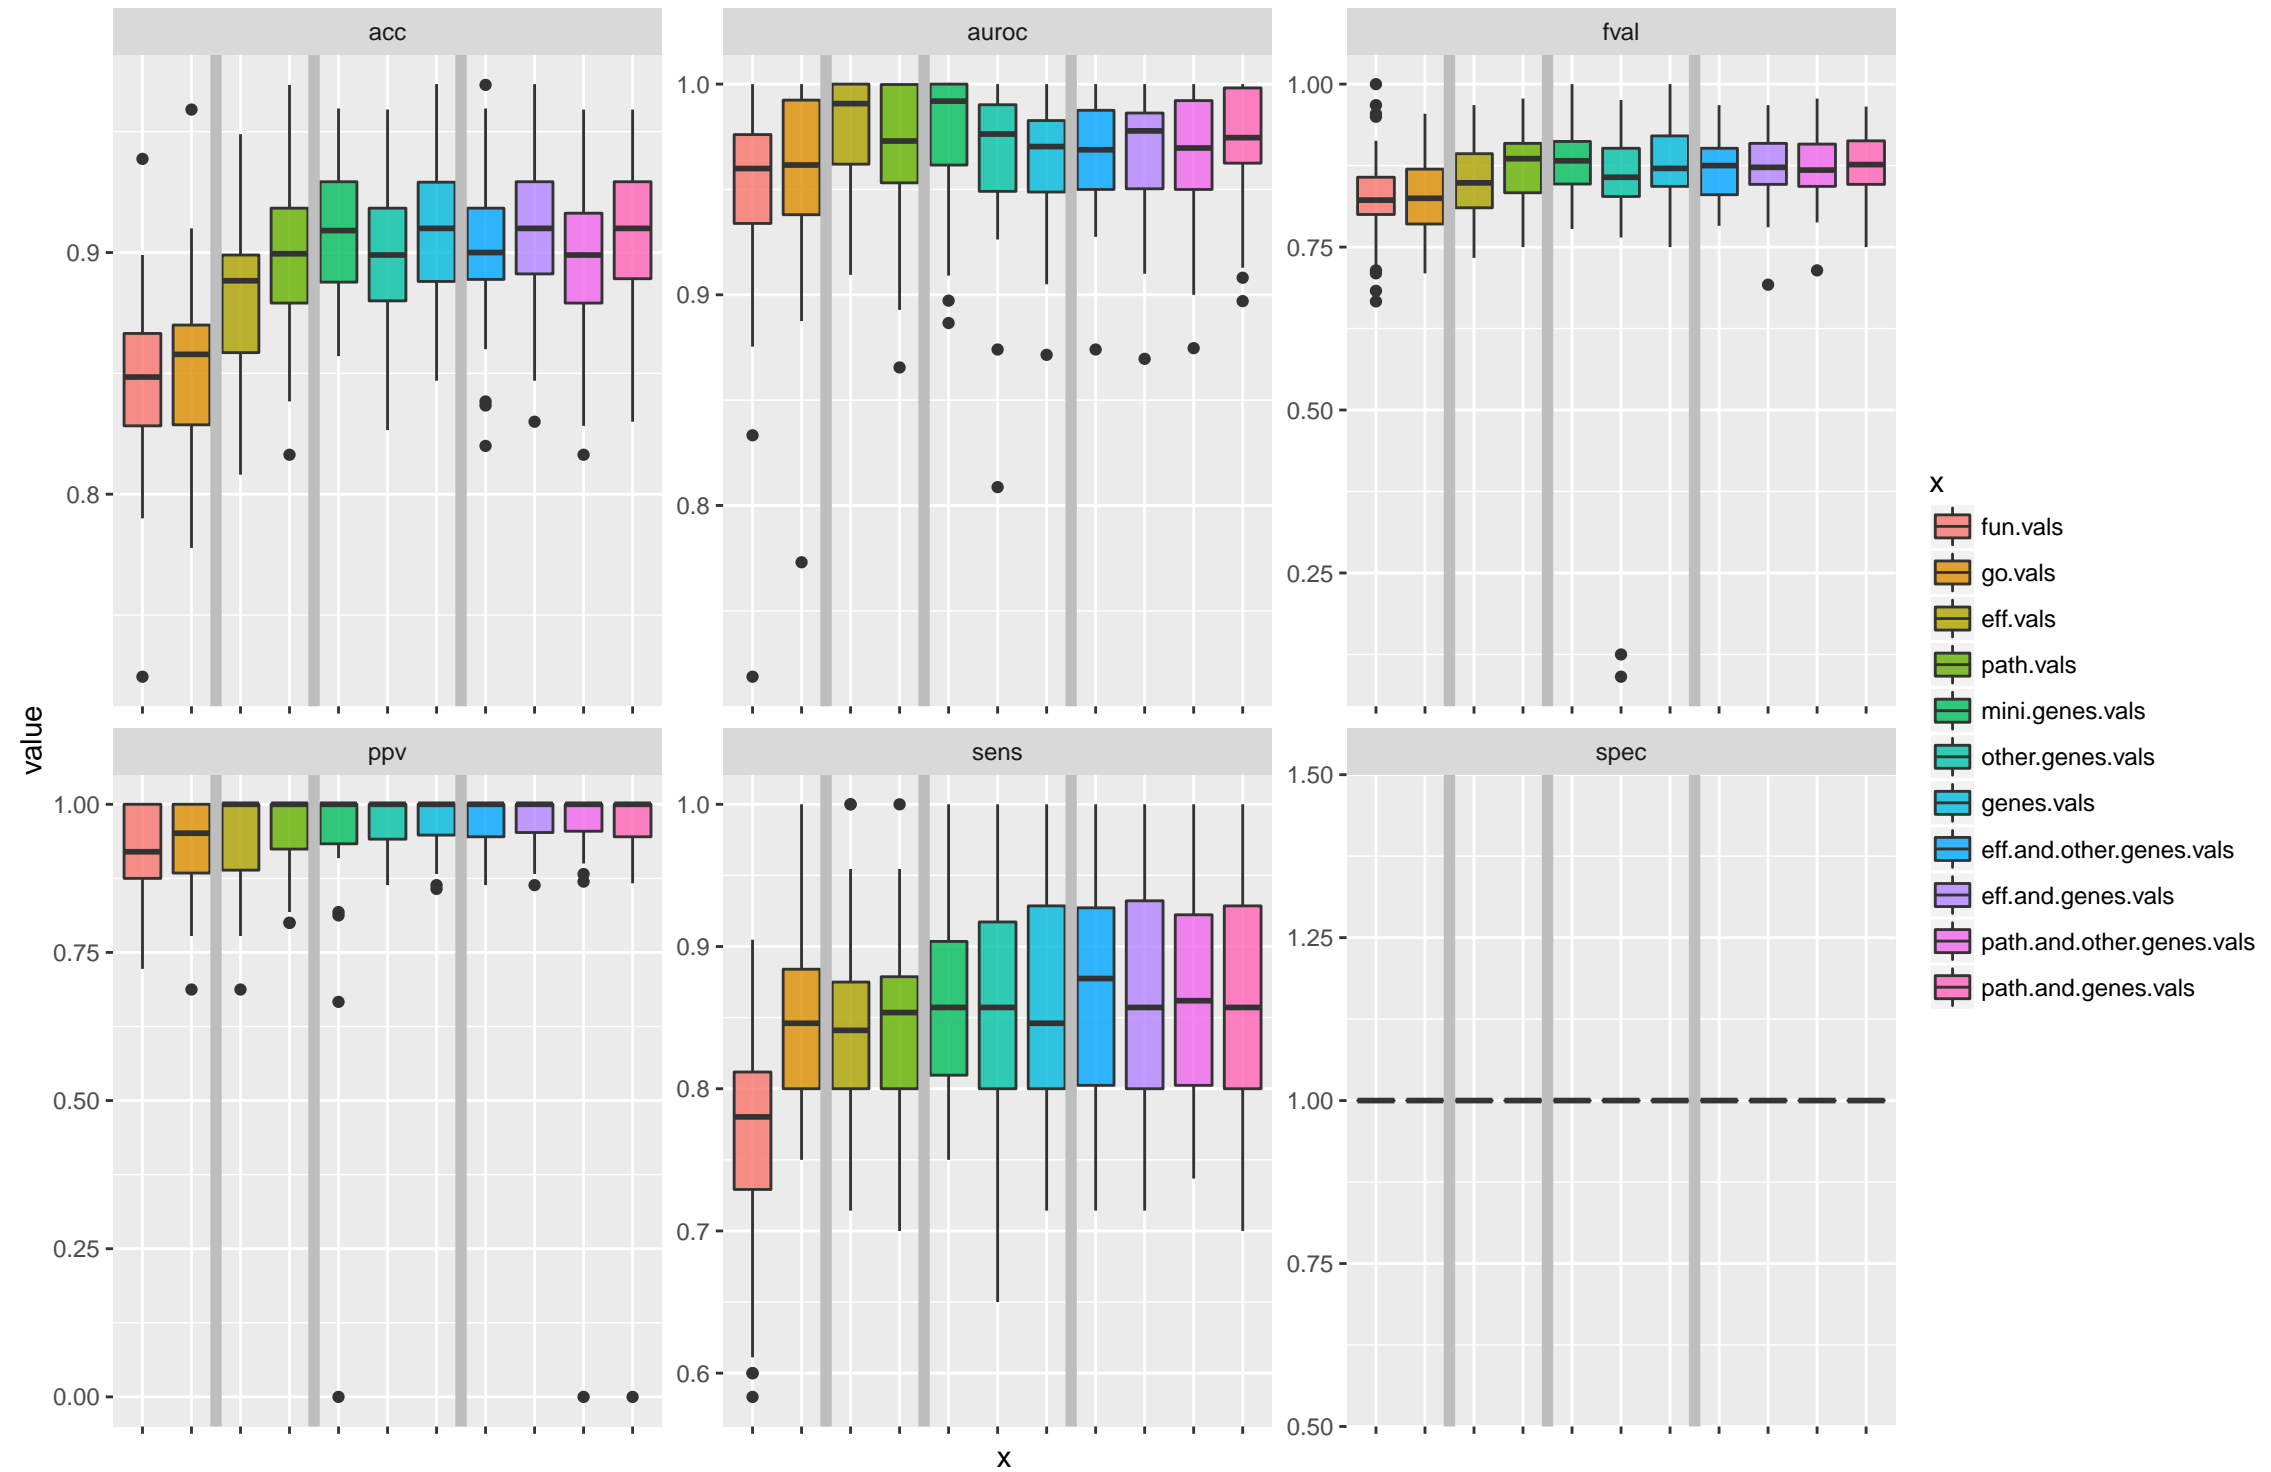 acc
auroc
fval
0.9
0.8
1.0
0.9
0.8
1.00
0.75
0.50
0.25
value
ppv
sens
spec
1.00
0.75
0.50
0.25
0.00
1.0
0.9
0.8
0.7
0.6
1.50
1.25
1.00
0.75
0.50
x
x
fun.vals
go.vals
eff.vals
path.vals
mini.genes.vals
other.genes.vals
genes.vals
eff.and.other.genes.vals
eff.and.genes.vals
path.and.other.genes.vals
path.and.genes.vals